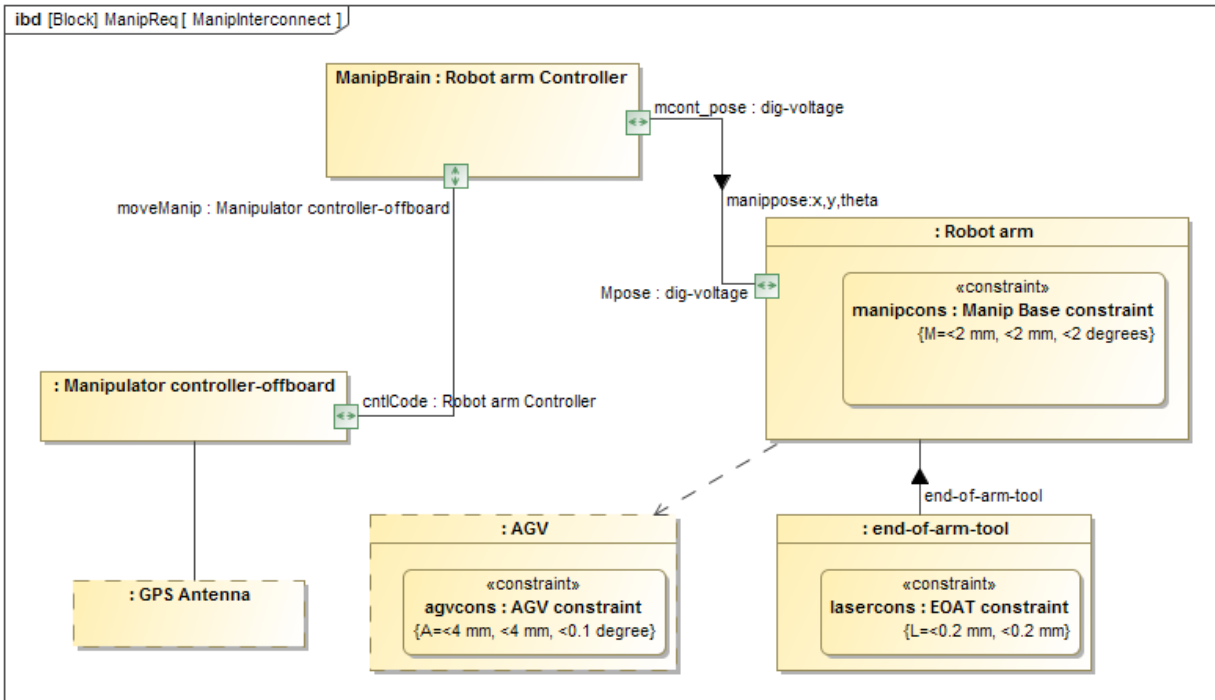 ibd [Block] ManipReq [ ManipInterconnect ]
ManipBrain : Robot arm Controller
mcont_pose : dig-voltage
moveManip : Manipulator controller-offboard
manippose:x,y,theta
: Robot arm
Mpose : dig-voltage
«constraint»
manipcons : Manip Base constraint
{M=<2 mm, <2 mm, <2 degrees}
: Manipulator controller-offboard
cntlCode : Robot arm Controller
end-of-arm-tool
: AGV
«constraint»
agvcons : AGV constraint
{A=<4 mm, <4 mm, <0.1 degree}
: end-of-arm-tool
«constraint»
lasercons : EOAT constraint
{L=<0.2 mm, <0.2 mm}
: GPS Antenna